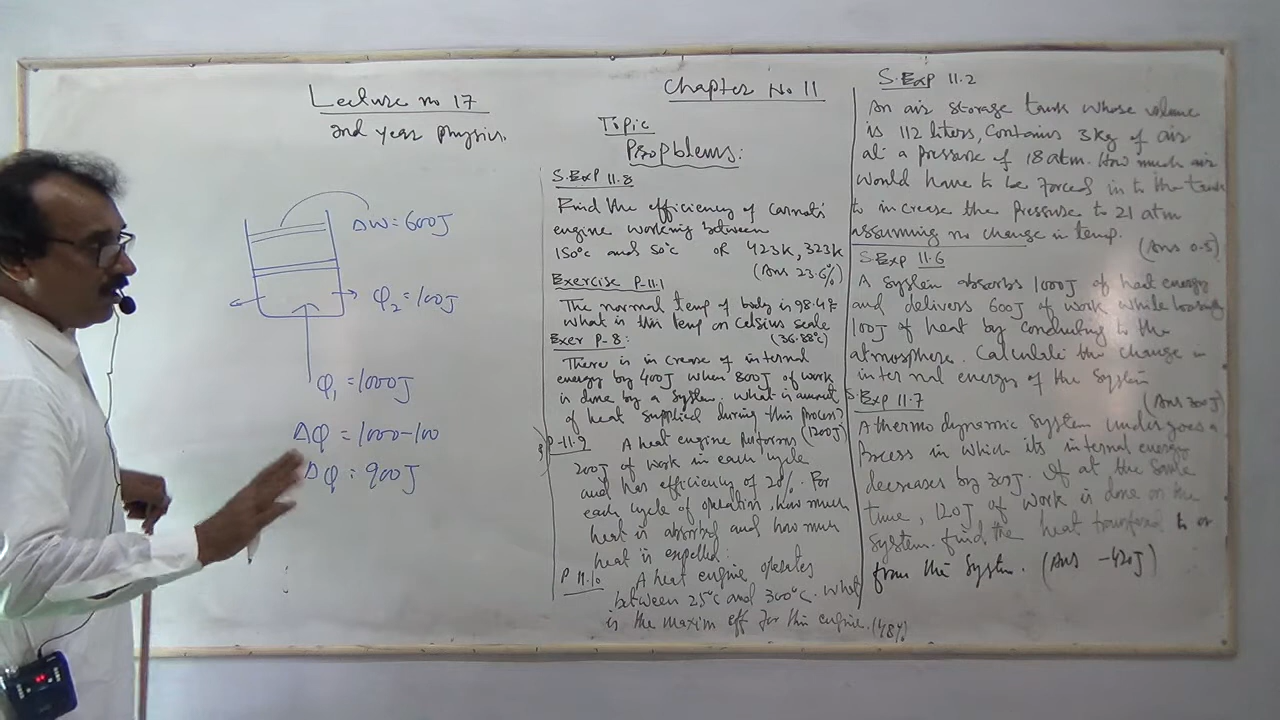 Lecture no 17
2nd year physics.
ΔW = 600J
φ2 = 100J
φ1 = 1000J
Δφ = 1000-100
Δφ = 900J
Chapter No 11
Topic
Propblems:
S.Exp 11.8
Find the efficiency of carnot's
engine working between
150°c and 50°c or 423k, 323k
(Ans 23.6%)
Exercise P-11.1
The normal temp of body is 98.4°F
what is this temp on Celsius scale
(36.88°c)
Exer P-8:
There is in crease of internal
energy by 400J when 800J of work
is done by a system. what is amount
of heat supplied during this process?
(1200J)
P-11.9 A heat engine performs
200J of work in each cycle
and has efficiency of 20%. For
each cycle of operation, how much
heat is absorbed and how much
heat is expelled:
P 11.10 A heat engine operates
between 25°c and 300°c. what
is the maxim eff for this engine. (48%)
S.Exp 11.2
An air storage tank whose volume
is 112 liters, Contains 3kg of air
at a pressure of 18 atm. How much air
would have to be forced in to the tank
to increase the pressure to 21 atm
assuming no change in temp.
(Ans 0.5)
S Exp 11.6
A system absorbs 1000J of heat energy
and delivers 600J of work while loosing
100J of heat by conducting to the
atmosphere. Calculate the change in
internal energy of the system
(Ans 300J)
S.Exp 11.7
A thermo dynamic system undergoes a
Process in which its internal energy
decreases by 300J. If at the same
time, 120J of work is done on the
system. find the heat transferred to or
from the system. (Ans -420J)